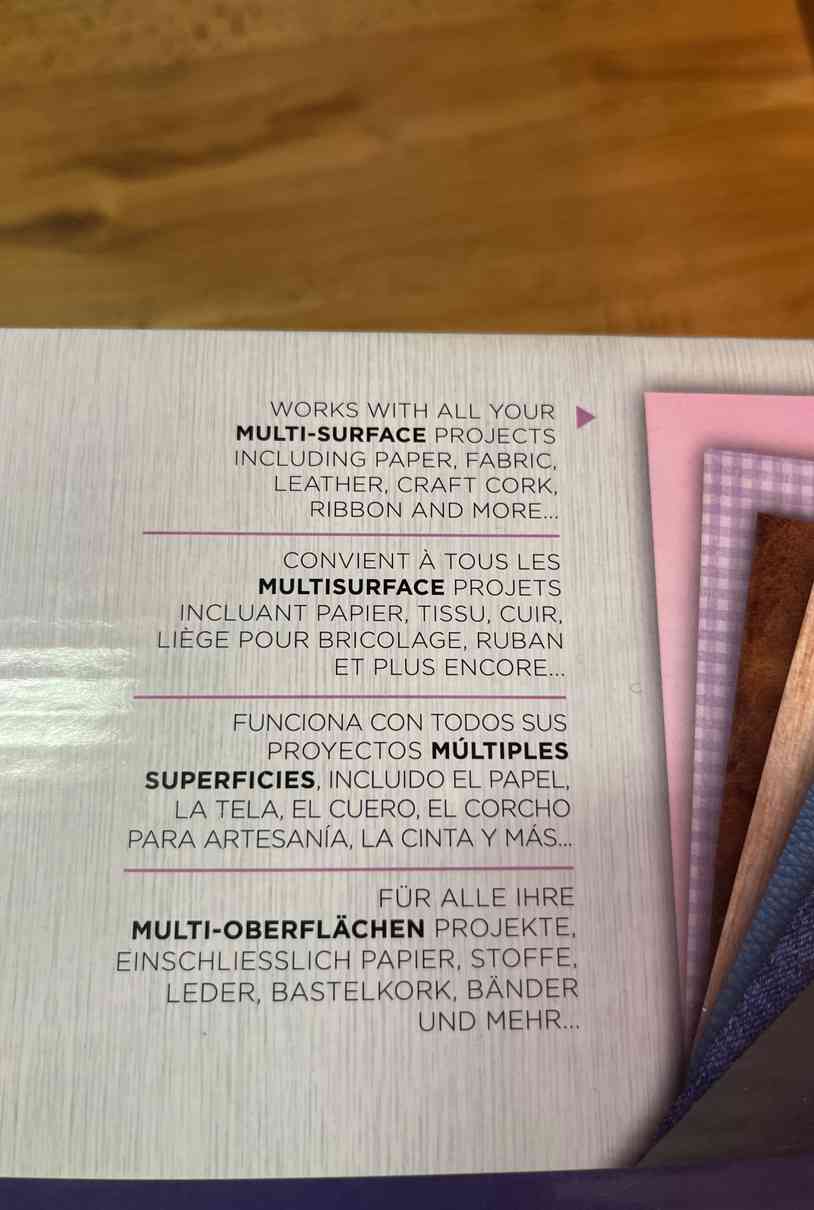 WORKS WITH ALL YOUR
MULTI-SURFACE PROJECTS
INCLUDING PAPER, FABRIC,
LEATHER, CRAFT CORK,
RIBBON AND MORE...
CONVIENT À TOUS LES
MULTISURFACE PROJETS
INCLUANT PAPIER, TISSU, CUIR,
LIÈGE POUR BRICOLAGE, RUBAN
ET PLUS ENCORE...
FUNCIONA CON TODOS SUS
PROYECTOS MÚLTIPLES
SUPERFICIES, INCLUIDO EL PAPEL,
LA TELA, EL CUERO, EL CORCHO
PARA ARTESANÍA, LA CINTA Y MÁS...
FÜR ALLE IHRE
MULTI-OBERFLÄCHEN PROJEKTE,
EINSCHLIESSLICH PAPIER, STOFFE,
LEDER, BASTELKORK, BÄNDER
UND MEHR...